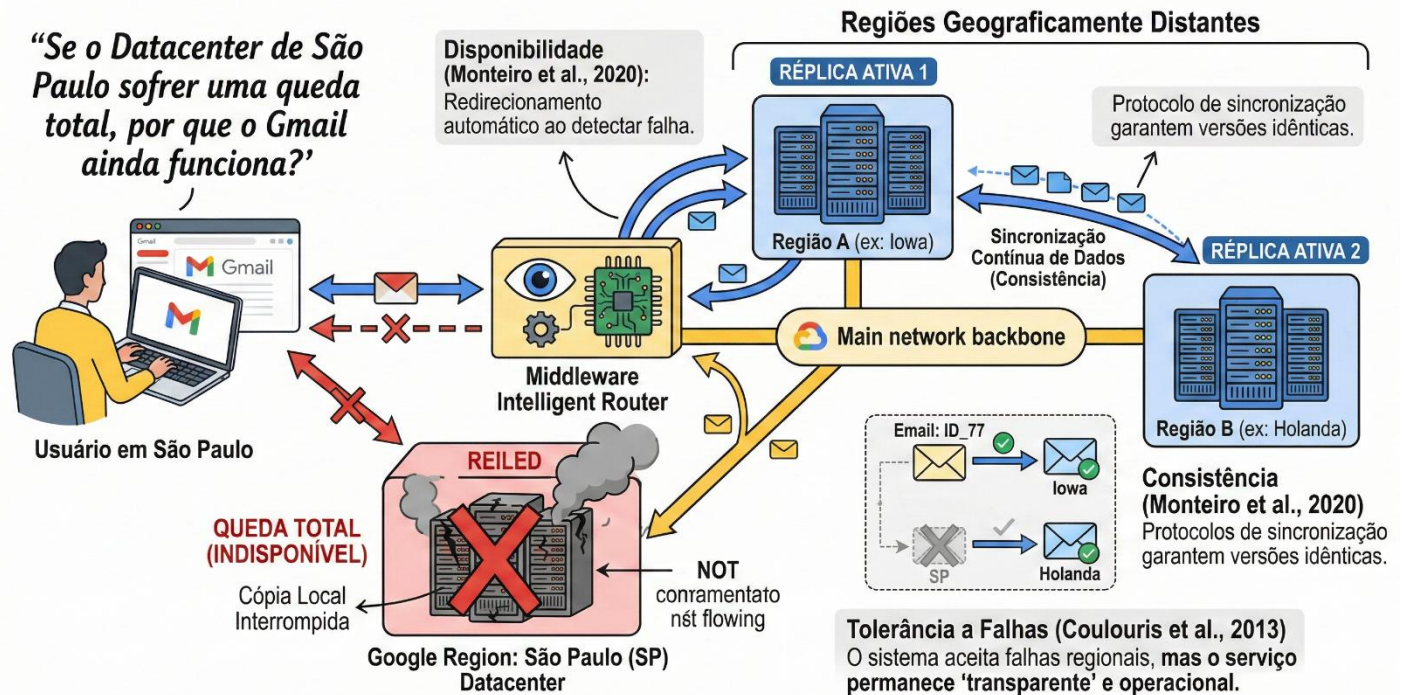 “Se o Datacenter de São
Paulo sofrer uma queda
total, por que o Gmail
ainda funciona?’
Gmail
Gmail
Usuário em São Paulo
Disponibilidade
(Monteiro et al., 2020):
Redirecionamento
automático ao detectar falha.
Middleware
Intelligent Router
Regiões Geograficamente Distantes
RÉPLICA ATIVA 1
Região A (ex: Iowa)
Protocolo de sincronização
garantem versões idênticas.
Sincronização
Contínua de Dados
(Consistência)
RÉPLICA ATIVA 2
Região B (ex: Holanda)
Main network backbone
REILED
QUEDA TOTAL
(INDISPONÍVEL)
Cópia Local
Interrompida
NOT
flowing
Google Region: São Paulo (SP)
Datacenter
Email: ID_77
Iowa
SP
Holanda
Consistência
(Monteiro et al., 2020)
Protocolos de sincronização
garantem versões idênticas.
Tolerância a Falhas (Coulouris et al., 2013)
O sistema aceita falhas regionais, mas o serviço
permanece ‘transparente’ e operacional.